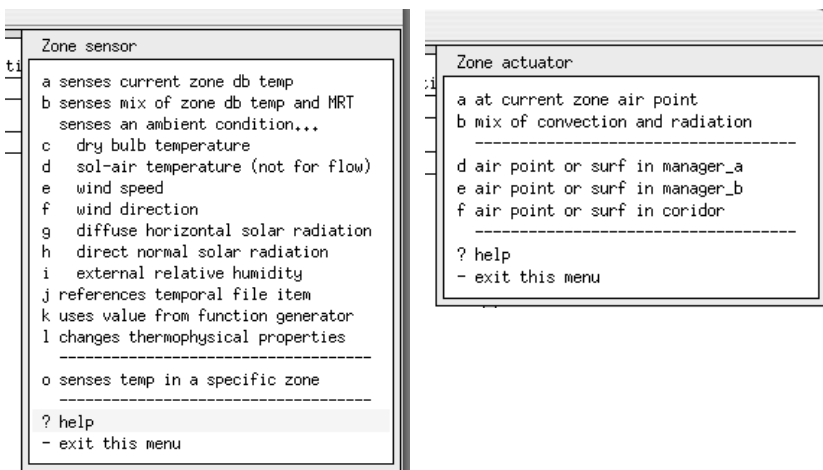 Zone sensor
a senses current zone db temp
b senses mix of zone db temp and MRT
senses an ambient condition...
c dry bulb temperature
d sol-air temperature (not for flow)
e wind speed
f wind direction
g diffuse horizontal solar radiation
h direct normal solar radiation
i external relative humidity
j references temporal file item
k uses value from function generator
l changes thermophysical properties
------------------------------------
o senses temp in a specific zone
------------------------------------
? help
- exit this menu
Zone actuator
a at current zone air point
b mix of convection and radiation
-------------------------------------
d air point or surf in manager_a
e air point or surf in manager_b
f air point or surf in coridor
-------------------------------------
? help
- exit this menu